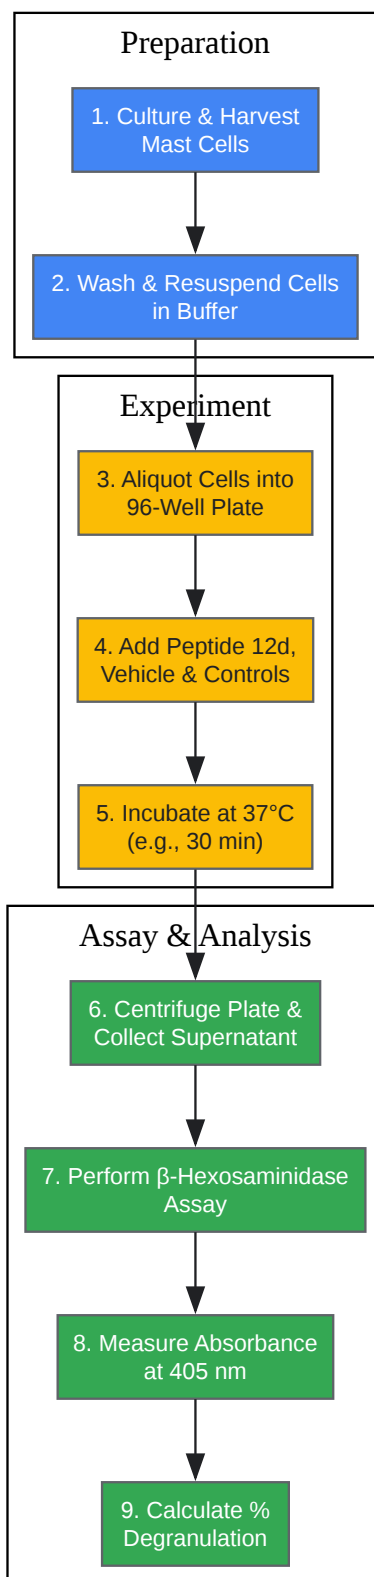 Preparation
1. Culture & Harvest
Mast Cells
2. Wash & Resuspend Cells
in Buffer
Experiment
3. Aliquot Cells into
96-Well Plate
4. Add Peptide 12d,
Vehicle & Controls
5. Incubate at 37°C
(e.g., 30 min)
Assay & Analysis
6. Centrifuge Plate &
Collect Supernatant
7. Perform β-Hexosaminidase
Assay
8. Measure Absorbance
at 405 nm
9. Calculate %
Degranulation